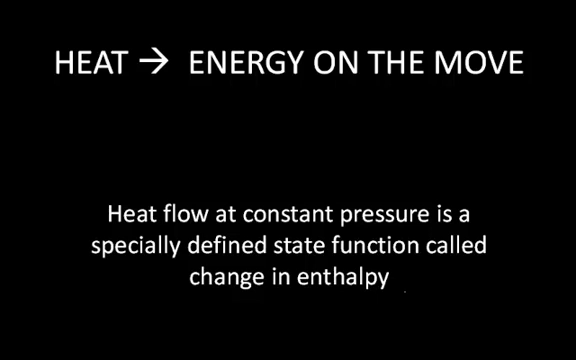 HEAT → ENERGY ON THE MOVE
Heat flow at constant pressure is a
specially defined state function called
change in enthalpy